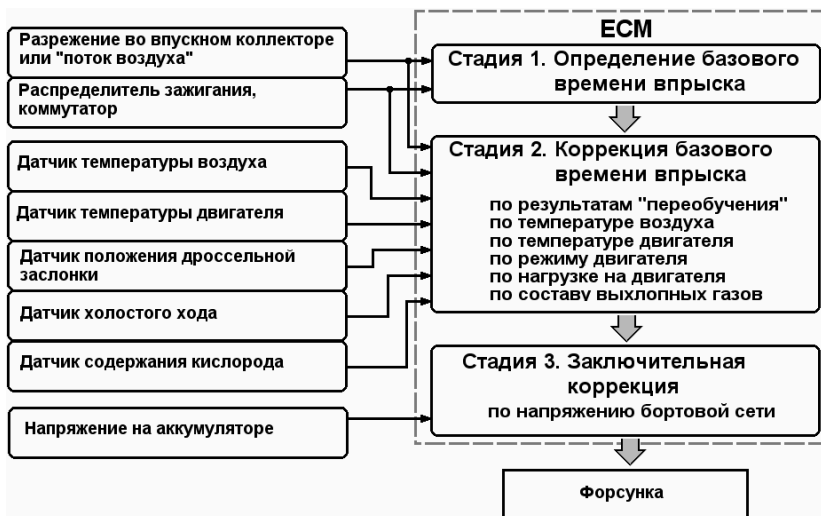 Разрежение во впускном коллекторе
или "поток воздуха"
Распределитель зажигания,
коммутатор
Датчик температуры воздуха
Датчик температуры двигателя
Датчик положения дроссельной
заслонки
Датчик холостого хода
Датчик содержания кислорода
Напряжение на аккумуляторе
ECM
Стадия 1. Определение базового
времени впрыска
Стадия 2. Коррекция базового
времени впрыска
по результатам "переобучения"
по температуре воздуха
по температуре двигателя
по режиму двигателя
по нагрузке на двигателя
по составу выхлопных газов
Стадия 3. Заключительная
коррекция
по напряжению бортовой сети
Форсунка